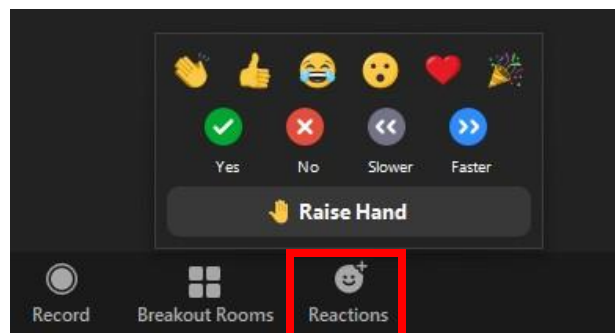 Yes No Slower Faster
Raise Hand
Record Breakout Rooms Reactions